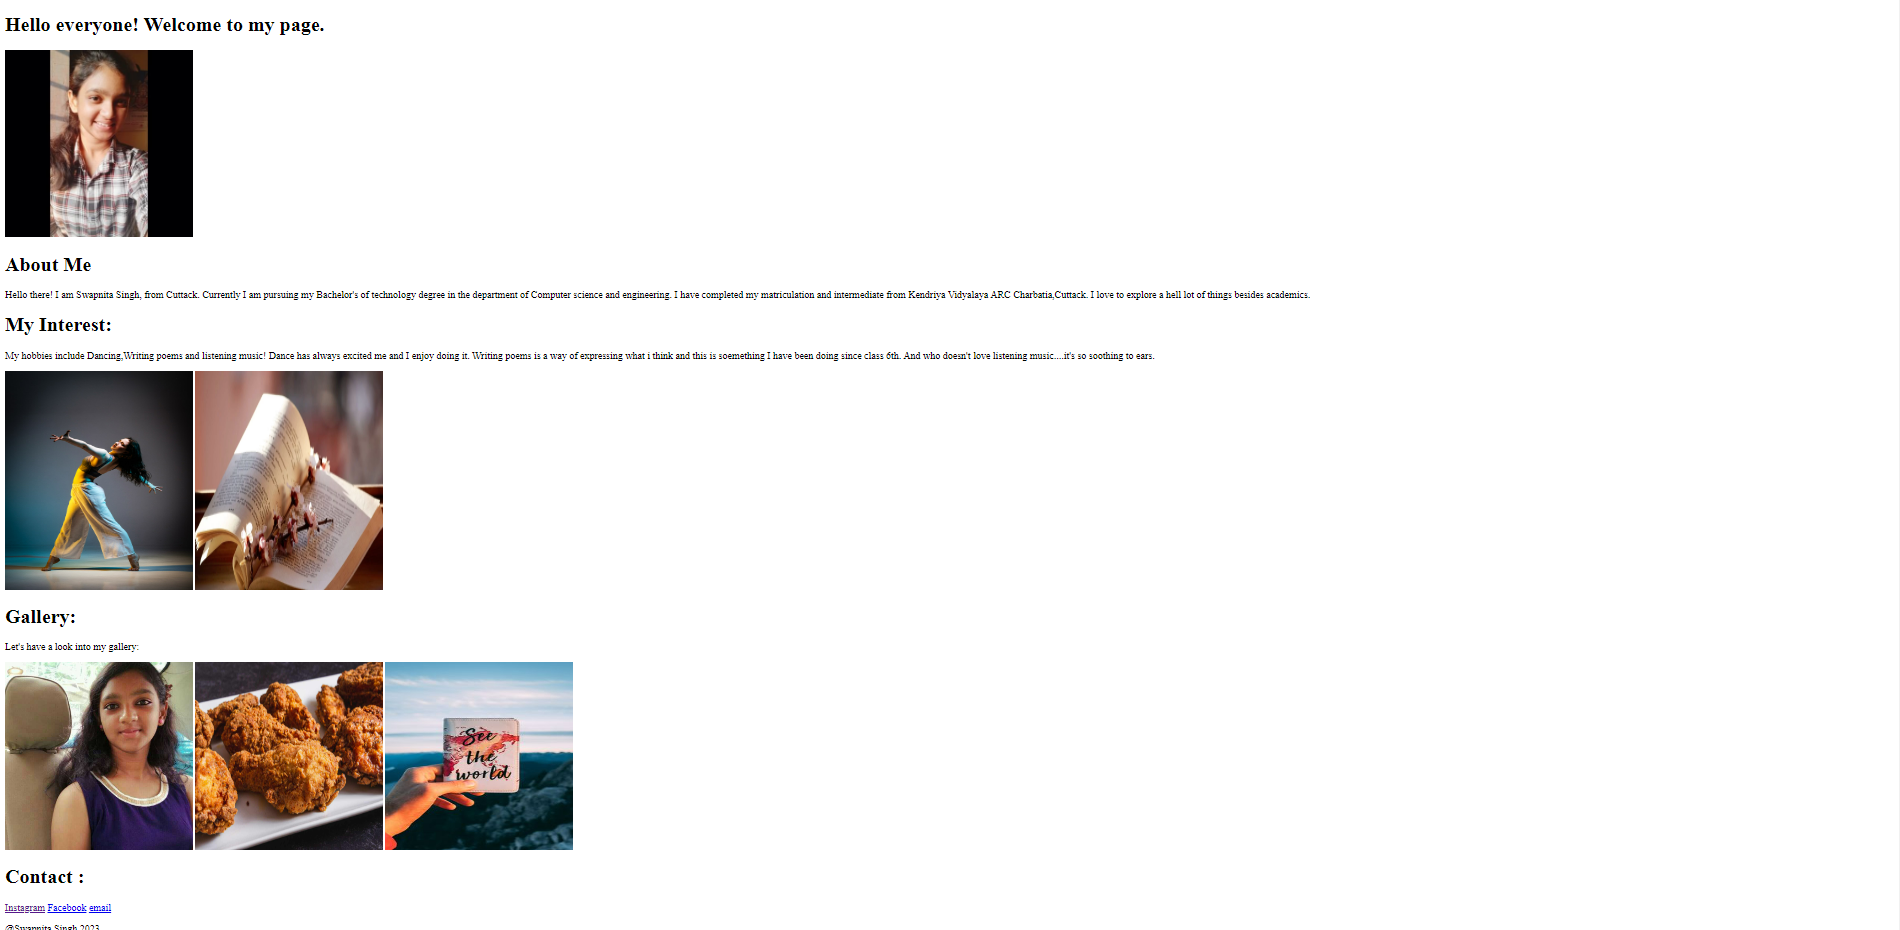 Hello everyone! Welcome to my page.
About Me
Hello there! I am Swapnita Singh, from Cuttack. Currently I am pursuing my Bachelor's of technology degree in the department of Computer science and engineering. I have completed my matriculation and intermediate from Kendriya Vidyalaya ARC Charbatia,Cuttack. I love to explore a hell lot of things besides academics.
My Interest:
My hobbies include Dancing,Writing poems and listening music! Dance has always excited me and I enjoy doing it. Writing poems is a way of expressing what i think and this is soemething I have been doing since class 6th. And who doesn't love listening music....it's so soothing to ears.
Gallery:
Let's have a look into my gallery:
See
the
world
Contact :
Instagram Facebook email
@Swapnita Singh 2023